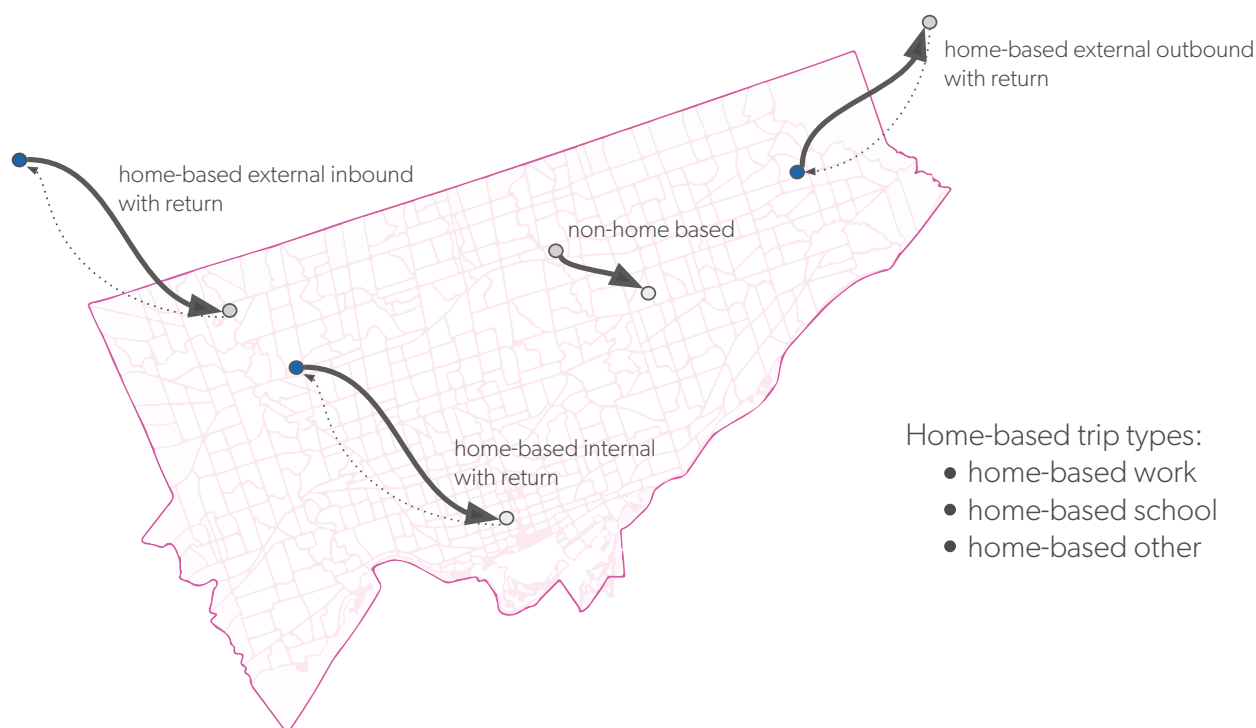 home-based external outbound
with return
home-based external inbound
with return
non-home based
home-based internal
with return
Home-based trip types:
• home-based work
• home-based school
• home-based other